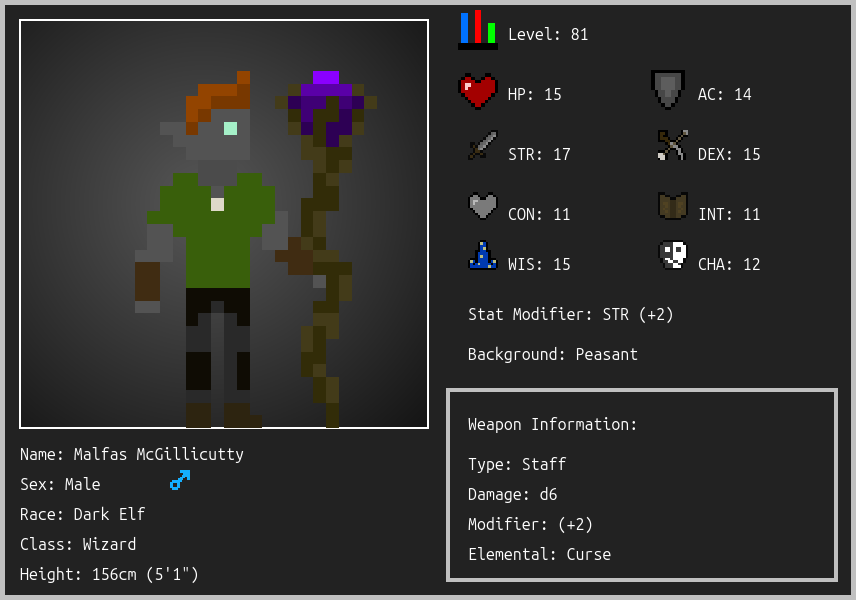 Level: 81
HP: 15
AC: 14
STR: 17
DEX: 15
CON: 11
INT: 11
WIS: 15
CHA: 12
Stat Modifier: STR (+2)
Background: Peasant
Weapon Information:
Type: Staff
Damage: d6
Modifier: (+2)
Elemental: Curse
Name: Malfas McGillicutty
Sex: Male
Race: Dark Elf
Class: Wizard
Height: 156cm (5'1")